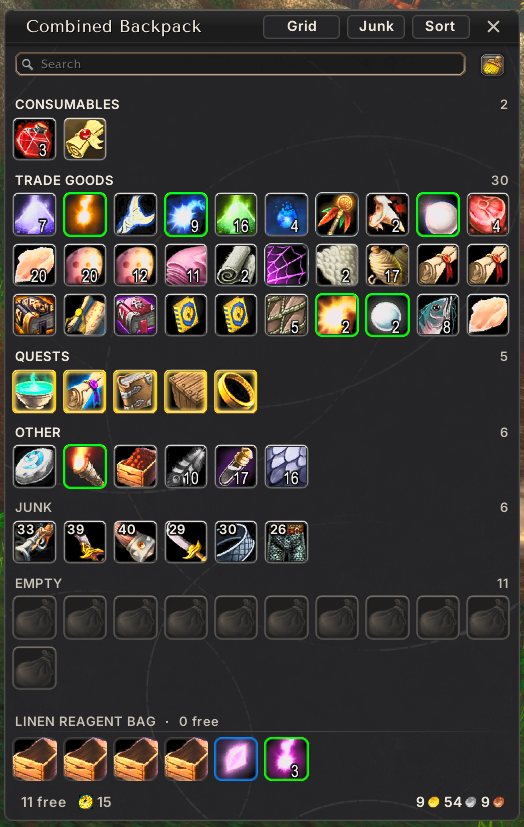 Combined Backpack Grid Junk Sort
Search
CONSUMABLES 2
3
TRADE GOODS 30
7 9 16 4 2 4
20 20 12 11 2 2 17
5 2 2 8
QUESTS 5
OTHER 6
10 17 16
JUNK 6
33 39 40 29 30 26
EMPTY 11
LINEN REAGENT BAG · 0 free
3
11 free 15 9 54 9